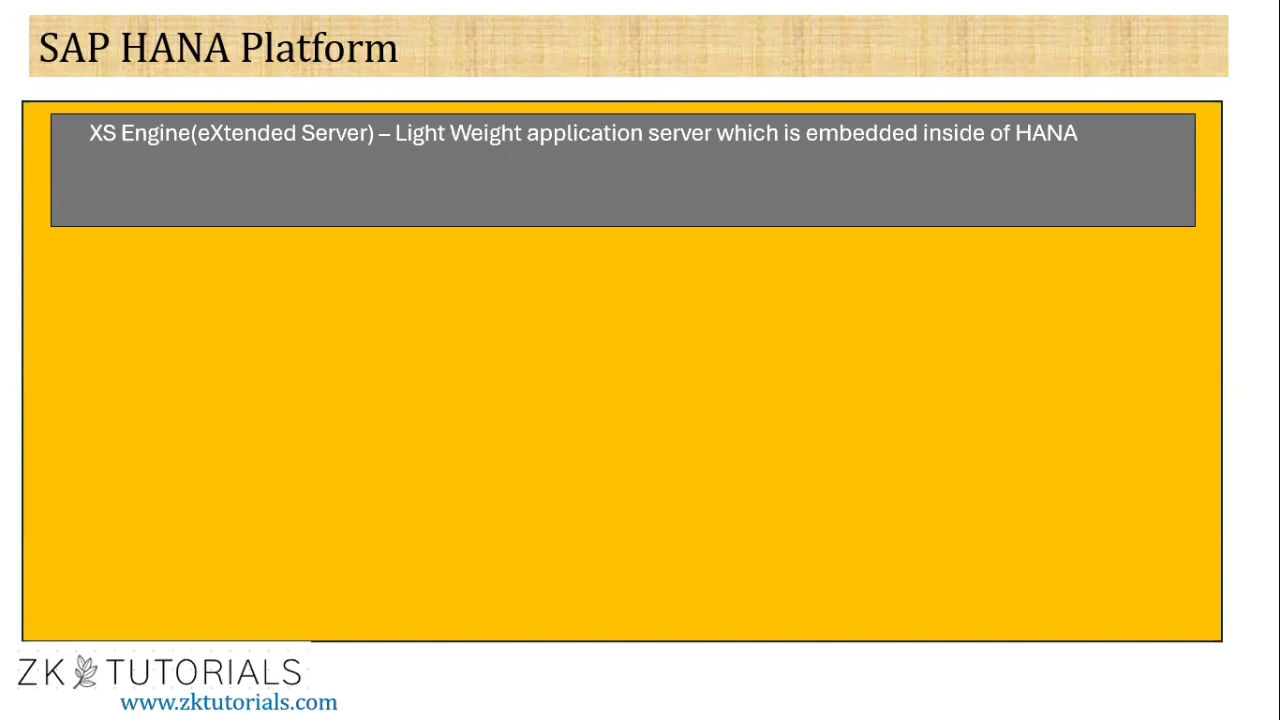 SAP HANA Platform
XS Engine(eXtended Server) – Light Weight application server which is embedded inside of HANA
ZK TUTORIALS
www.zktutorials.com